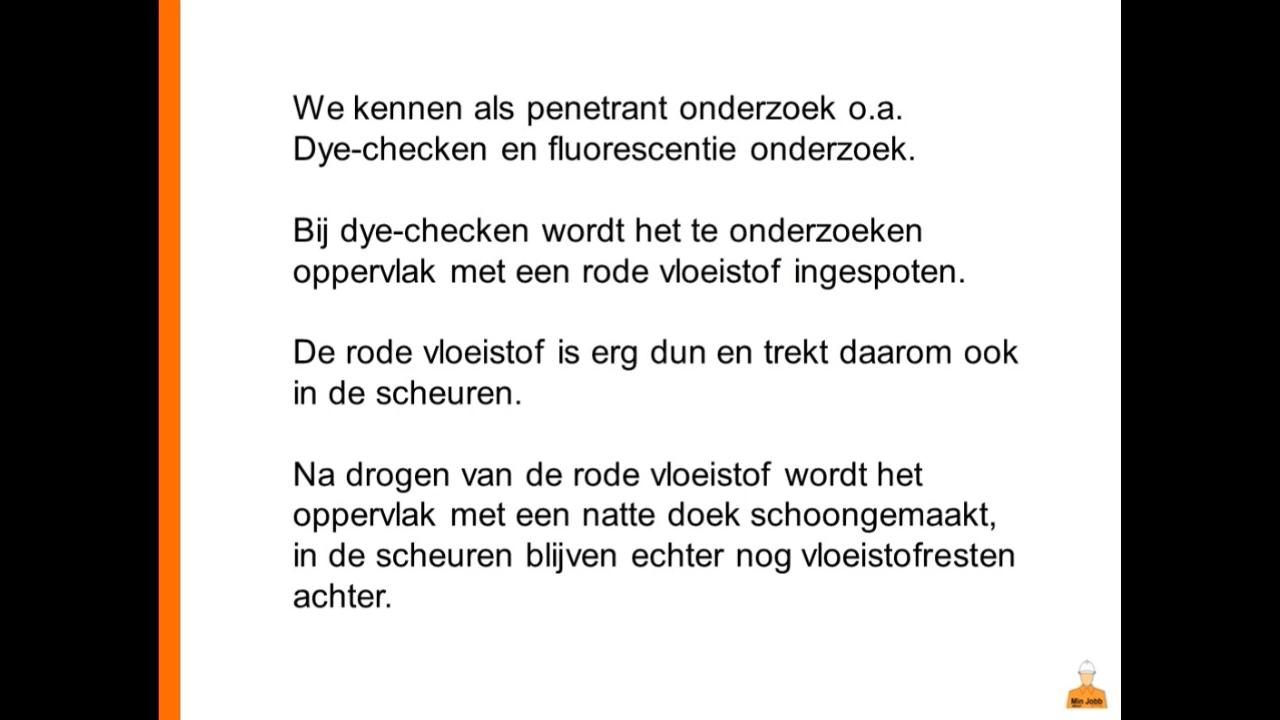 We kennen als penetrant onderzoek o.a.
Dye-checken en fluorescentie onderzoek.
Bij dye-checken wordt het te onderzoeken
oppervlak met een rode vloeistof ingespoten.
De rode vloeistof is erg dun en trekt daarom ook
in de scheuren.
Na drogen van de rode vloeistof wordt het
oppervlak met een natte doek schoongemaakt,
in de scheuren blijven echter nog vloeistofresten
achter.
Min Jobb